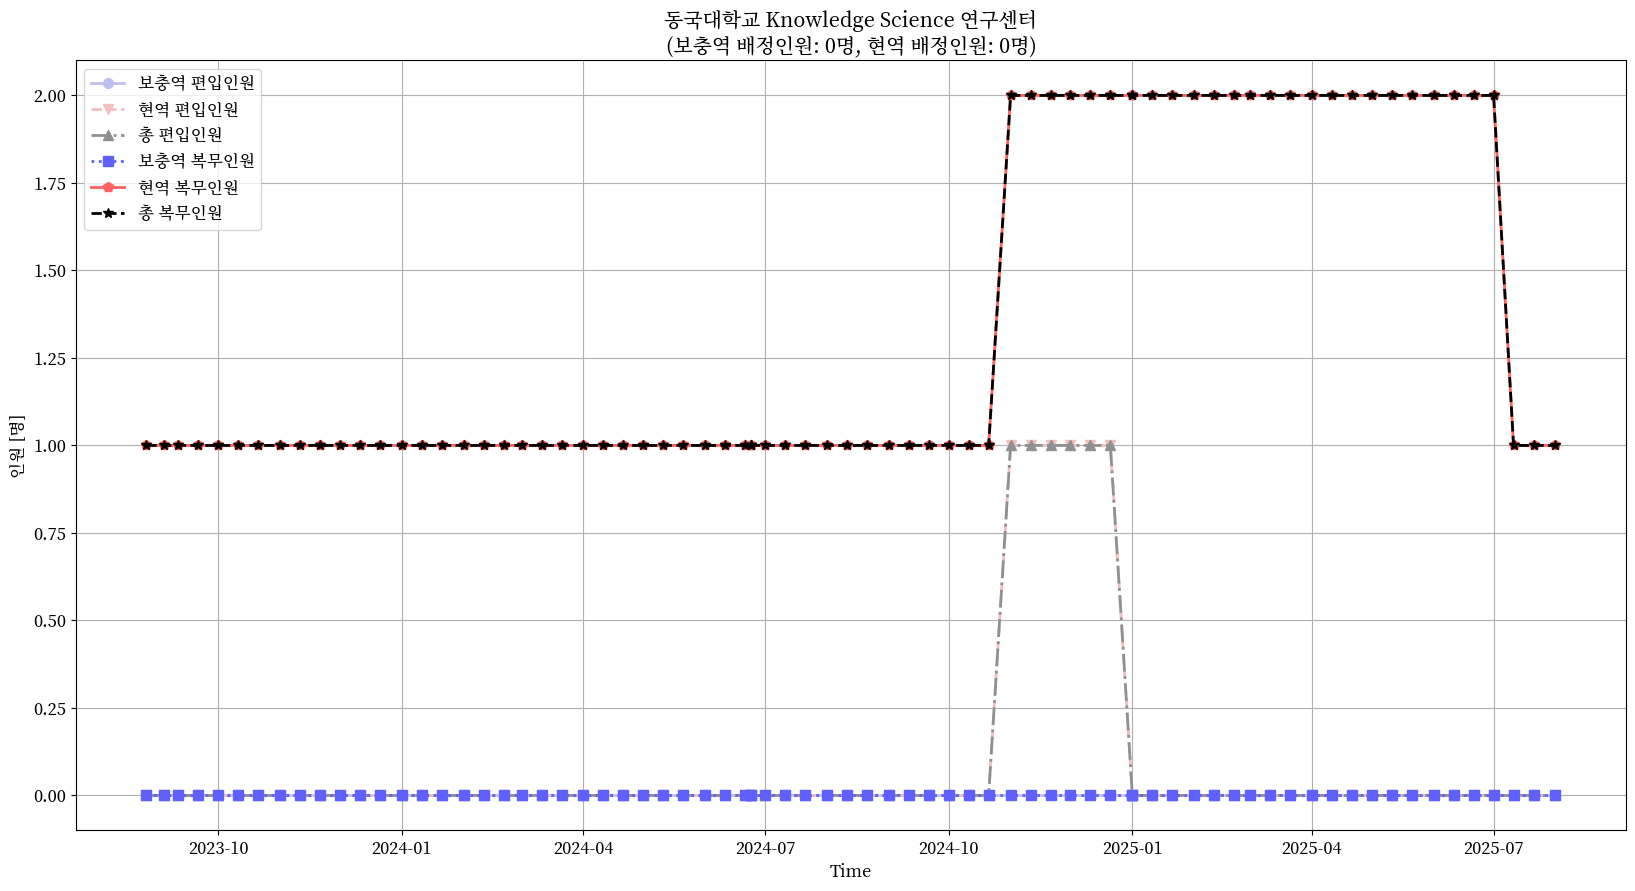 동국대학교 Knowledge Science 연구센터
(보충역 배정인원: 0명, 현역 배정인원: 0명)
보충역 편입인원
현역 편입인원
총 편입인원
보충역 복무인원
현역 복무인원
총 복무인원
인원 [명]
2.00
1.75
1.50
1.25
1.00
0.75
0.50
0.25
0.00
2023-10
2024-01
2024-04
2024-07
2024-10
2025-01
2025-04
2025-07
Time